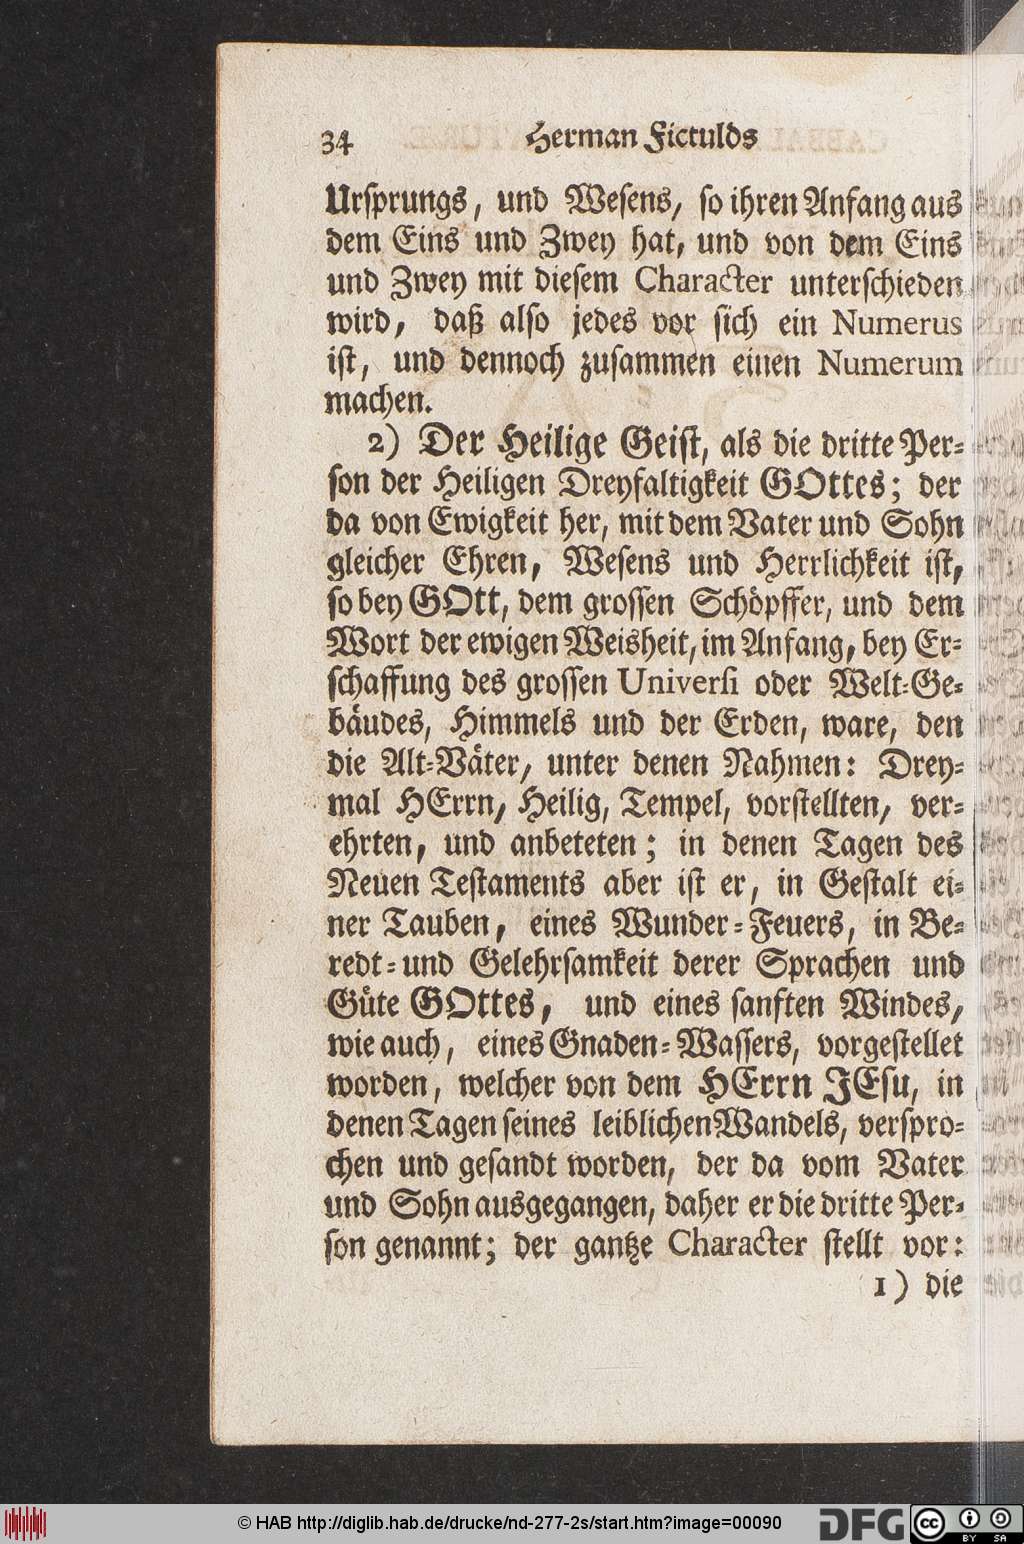 34 Herman Fictulds
Ursprungs, und Wesens, so ihren Anfang aus
dem Eins und Zwey hat, und von dem Eins
und Zwey mit diesem Character unterschieden
wird, daß also jedes vor sich ein Numerus
ist, und dennoch zusammen einen Numerum
machen.
2) Der Heilige Geist, als die dritte Per-
son der Heiligen Dreyfaltigkeit GOttes; der
da von Ewigkeit her, mit dem Vater und Sohn
gleicher Ehren, Wesens und Herrlichkeit ist,
so bey GOtt, dem grossen Schöpffer, und dem
Wort der ewigen Weisheit, im Anfang, bey Er-
schaffung des grossen Universi oder Welt-Ge-
bäudes, Himmels und der Erden, ware, den
die Alt-Väter, unter denen Nahmen: Drey-
mal HErrn, Heilig, Tempel, vorstellten, ver-
ehrten, und anbeteten; in denen Tagen des
Neuen Testaments aber ist er, in Gestalt ei-
ner Tauben, eines Wunder-Feuers, in Be-
redt- und Gelehrsamkeit derer Sprachen und
Güte GOttes, und eines sanften Windes,
wie auch, eines Gnaden-Wassers, vorgestellet
worden, welcher von dem HErrn JEsu, in
denen Tagen seines leiblichen Wandels, verspro-
chen und gesandt worden, der da vom Vater
und Sohn ausgegangen, daher er die dritte Per-
son genannt; der gantze Character stellt vor:
1) die
© HAB http://diglib.hab.de/drucke/nd-277-2s/start.htm?image=00090 DFG cc BY SA